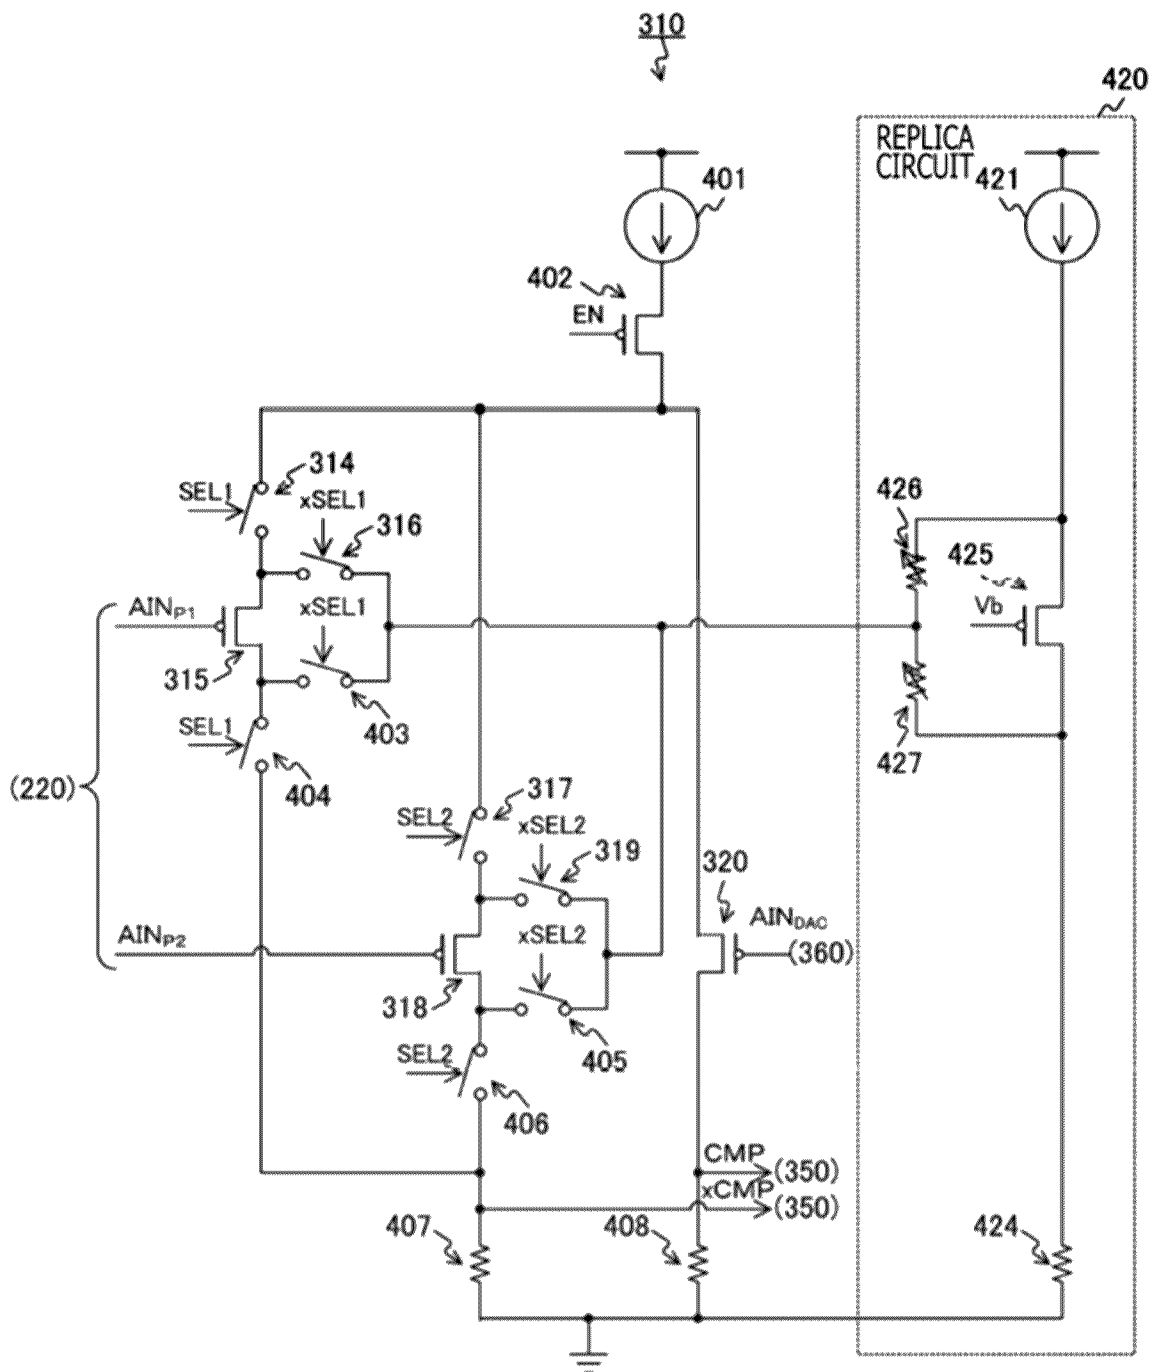 310
420
REPLICA
CIRCUIT
401
421
402
EN
SEL1
314
xSEL1
316
426
425
Vb
xSEL1
AINP1
315
403
SEL1
404
427
(220)
317
SEL2
xSEL2
319
320
AINDAC
(360)
AINP2
xSEL2
318
405
SEL2
406
CMP
(350)
xCMP
(350)
407
408
424